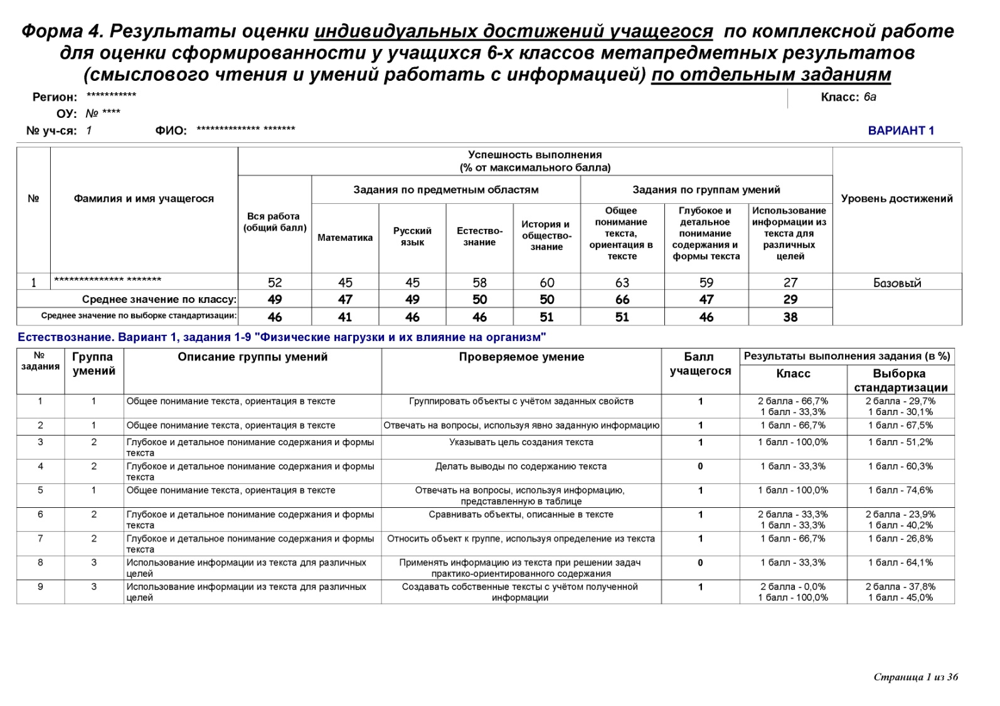 Форма 4. Результаты оценки индивидуальных достижений учащегося по комплексной работе
для оценки сформированности у учащихся 6-х классов метапредметных результатов
(смыслового чтения и умений работать с информацией) по отдельным заданиям
Регион: *********** Класс: 6а
ОУ: № ****
№ уч-ся: 1 ФИО: ************** ******* ВАРИАНТ 1
№
Фамилия и имя учащегося
Успешность выполнения
(% от максимального балла)
Уровень достижений
Вся работа
(общий балл)
Задания по предметным областям
Задания по группам умений
Математика
Русский
язык
Естество-
знание
История и
общество-
знание
Общее
понимание
текста,
ориентация в
тексте
Глубокое и
детальное
понимание
содержания и
формы текста
Использование
информации из
текста для
различных
целей
1 ************** ******* 52 45 45 58 60 63 59 27 Базовый
Среднее значение по классу: 49 47 49 50 50 66 47 29
Среднее значение по выборке стандартизации: 46 41 46 46 51 51 46 38
Естествознание. Вариант 1, задания 1-9 "Физические нагрузки и их влияние на организм"
№
задания
Группа
умений
Описание группы умений
Проверяемое умение
Балл
учащегося
Результаты выполнения задания (в %)
Класс
Выборка
стандартизации
1 1 Общее понимание текста, ориентация в тексте Группировать объекты с учётом заданных свойств 1 2 балла - 66,7% 2 балла - 29,7%
1 балл - 33,3% 1 балл - 30,1%
2 1 Общее понимание текста, ориентация в тексте Отвечать на вопросы, используя явно заданную информацию 1 1 балл - 66,7% 1 балл - 67,5%
3 2 Глубокое и детальное понимание содержания и формы Указывать цель создания текста 1 1 балл - 100,0% 1 балл - 51,2%
текста
4 2 Глубокое и детальное понимание содержания и формы Делать выводы по содержанию текста 0 1 балл - 33,3% 1 балл - 60,3%
текста
5 1 Общее понимание текста, ориентация в тексте Отвечать на вопросы, используя информацию, 1 1 балл - 100,0% 1 балл - 74,6%
представленную в таблице
6 2 Глубокое и детальное понимание содержания и формы Сравнивать объекты, описанные в тексте 1 2 балла - 33,3% 2 балла - 23,9%
текста 1 балл - 33,3% 1 балл - 40,2%
7 2 Глубокое и детальное понимание содержания и формы Относить объект к группе, используя определение из текста 1 1 балл - 66,7% 1 балл - 26,8%
текста
8 3 Использование информации из текста для различных Применять информацию из текста при решении задач 0 1 балл - 33,3% 1 балл - 64,1%
целей практико-ориентированного содержания
9 3 Использование информации из текста для различных Создавать собственные тексты с учётом полученной 1 2 балла - 0,0% 2 балла - 37,8%
целей информации 1 балл - 100,0% 1 балл - 45,0%
Страница 1 из 36